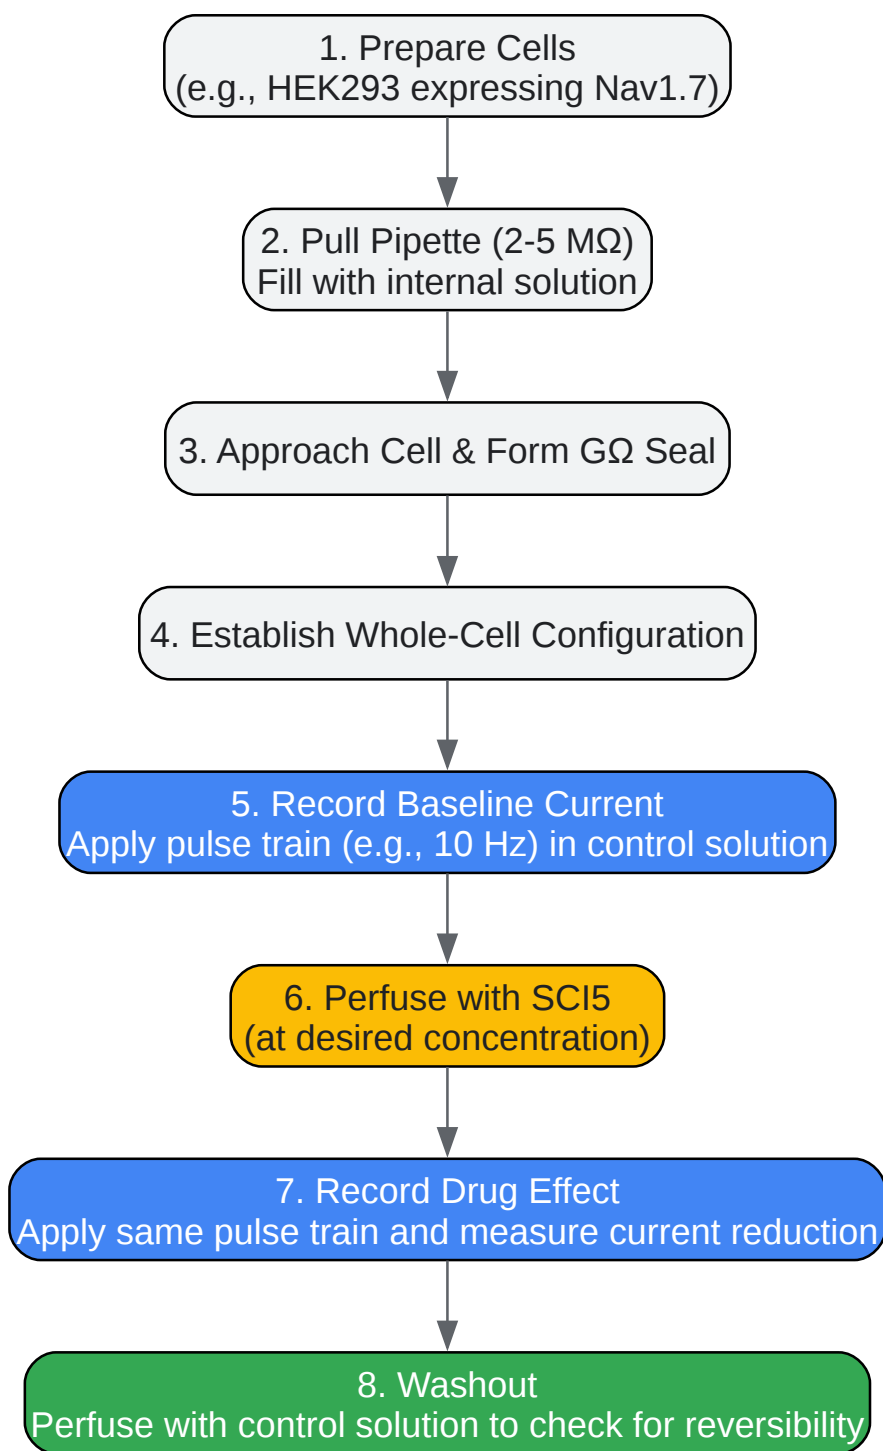 1. Prepare Cells
(e.g., HEK293 expressing Nav1.7)
2. Pull Pipette (2-5 MΩ)
Fill with internal solution
3. Approach Cell & Form GΩ Seal
4. Establish Whole-Cell Configuration
5. Record Baseline Current
Apply pulse train (e.g., 10 Hz) in control solution
6. Perfuse with SCI5
(at desired concentration)
7. Record Drug Effect
Apply same pulse train and measure current reduction
8. Washout
Perfuse with control solution to check for reversibility